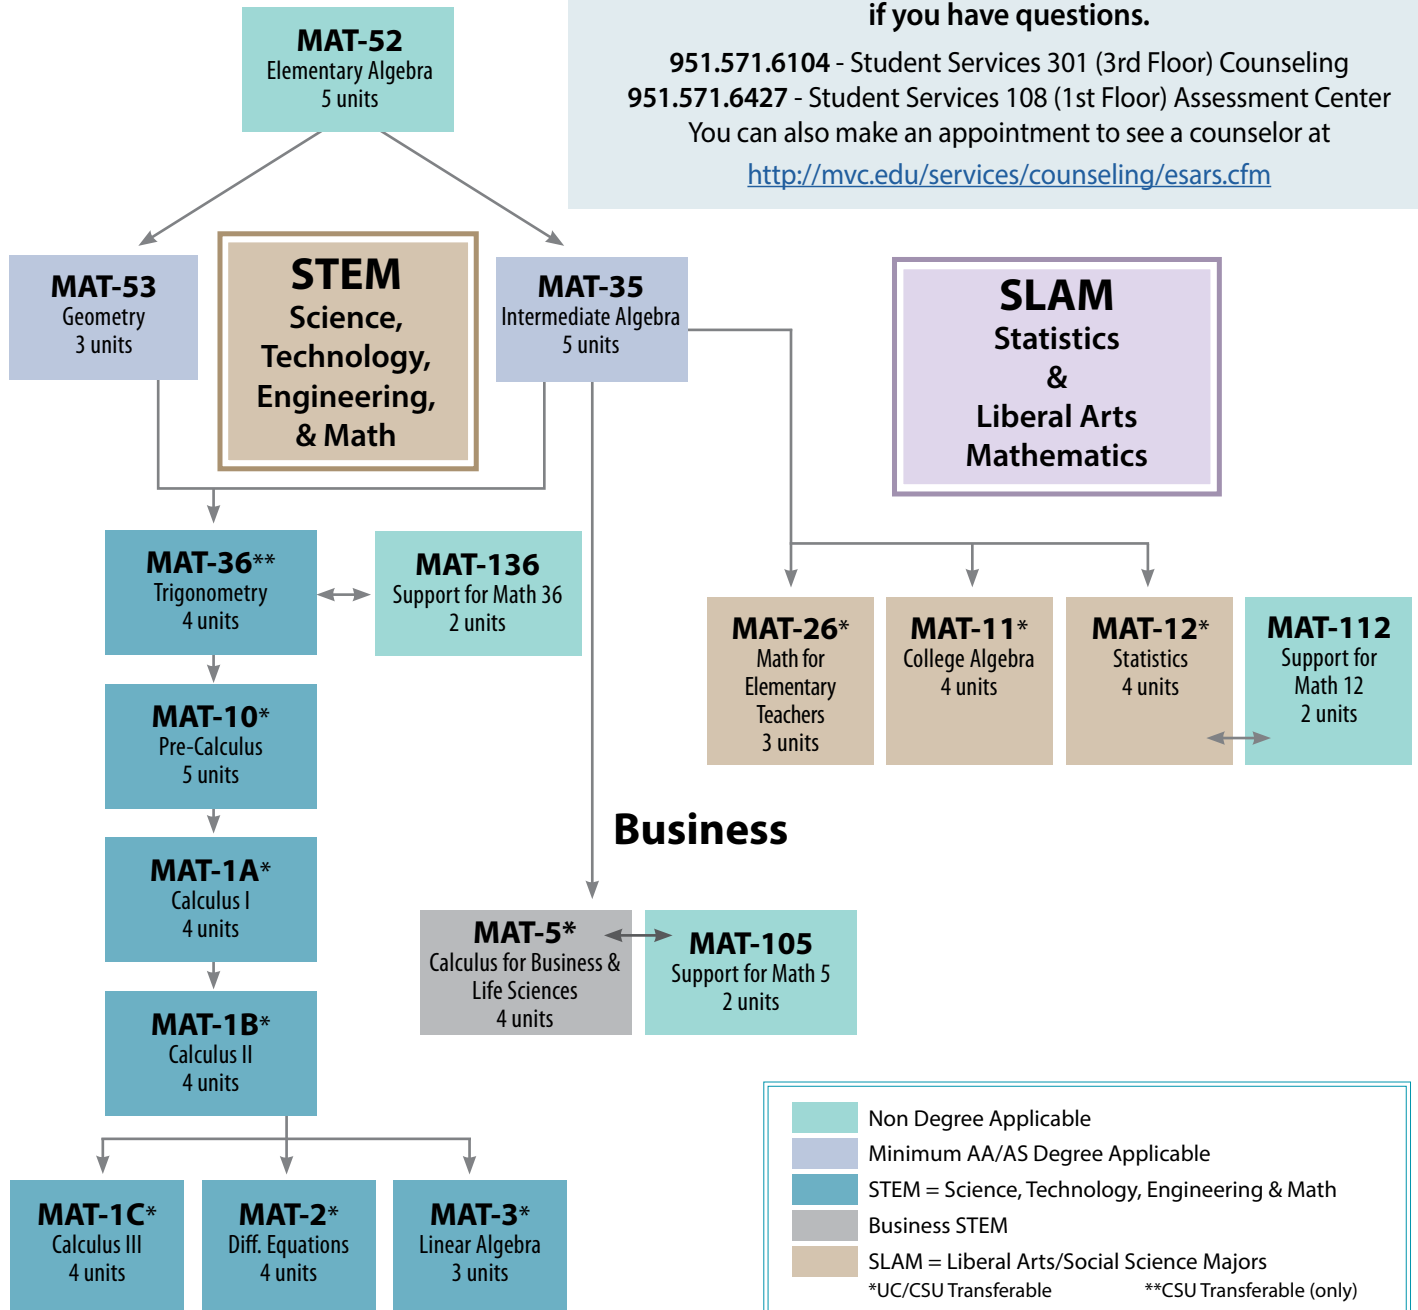 if you have questions.
951.571.6104 - Student Services 301 (3rd Floor) Counseling
951.571.6427 - Student Services 108 (1st Floor) Assessment Center
You can also make an appointment to see a counselor at
http://mvc.edu/services/counseling/esars.cfm
MAT-52
Elementary Algebra
5 units
MAT-53
Geometry
3 units
STEM
Science,
Technology,
Engineering,
& Math
MAT-35
Intermediate Algebra
5 units
SLAM
Statistics
&
Liberal Arts
Mathematics
MAT-36**
Trigonometry
4 units
MAT-136
Support for Math 36
2 units
MAT-26*
Math for
Elementary
Teachers
3 units
MAT-11*
College Algebra
4 units
MAT-12*
Statistics
4 units
MAT-112
Support for
Math 12
2 units
MAT-10*
Pre-Calculus
5 units
Business
MAT-1A*
Calculus I
4 units
MAT-5*
Calculus for Business &
Life Sciences
4 units
MAT-105
Support for Math 5
2 units
MAT-1B*
Calculus II
4 units
MAT-1C*
Calculus III
4 units
MAT-2*
Diff. Equations
4 units
MAT-3*
Linear Algebra
3 units
Non Degree Applicable
Minimum AA/AS Degree Applicable
STEM = Science, Technology, Engineering & Math
Business STEM
SLAM = Liberal Arts/Social Science Majors
*UC/CSU Transferable **CSU Transferable (only)